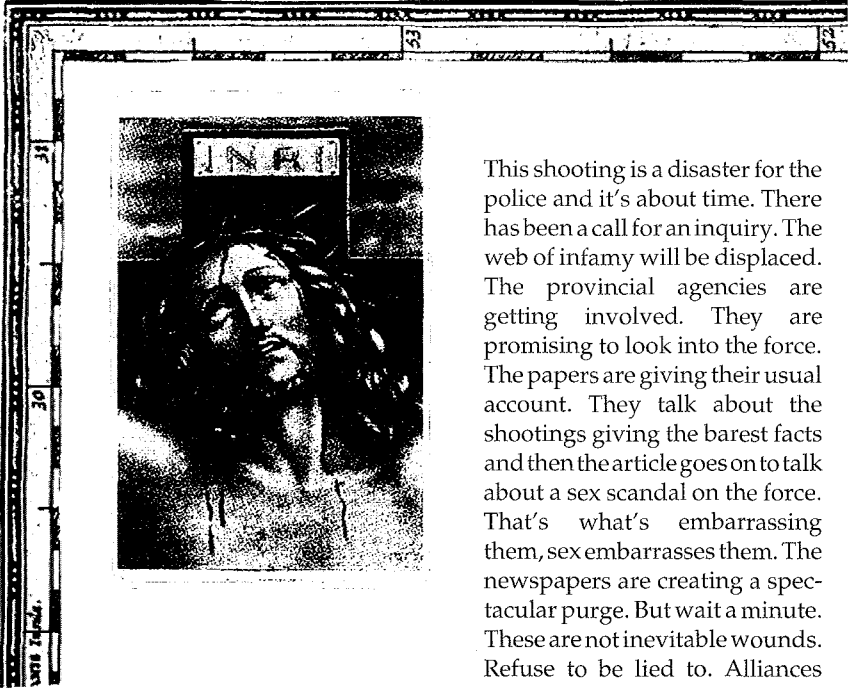 53
52
31
INRI
30
This shooting is a disaster for the
police and it's about time. There
has been a call for an inquiry. The
web of infamy will be displaced.
The provincial agencies are
getting involved. They are
promising to look into the force.
The papers are giving their usual
account. They talk about the
shootings giving the barest facts
and then the article goes on to talk
about a sex scandal on the force.
That's what's embarrassing
them, sex embarrasses them. The
newspapers are creating a spec-
tacular purge. But wait a minute.
These are not inevitable wounds.
Refuse to be lied to. Alliances